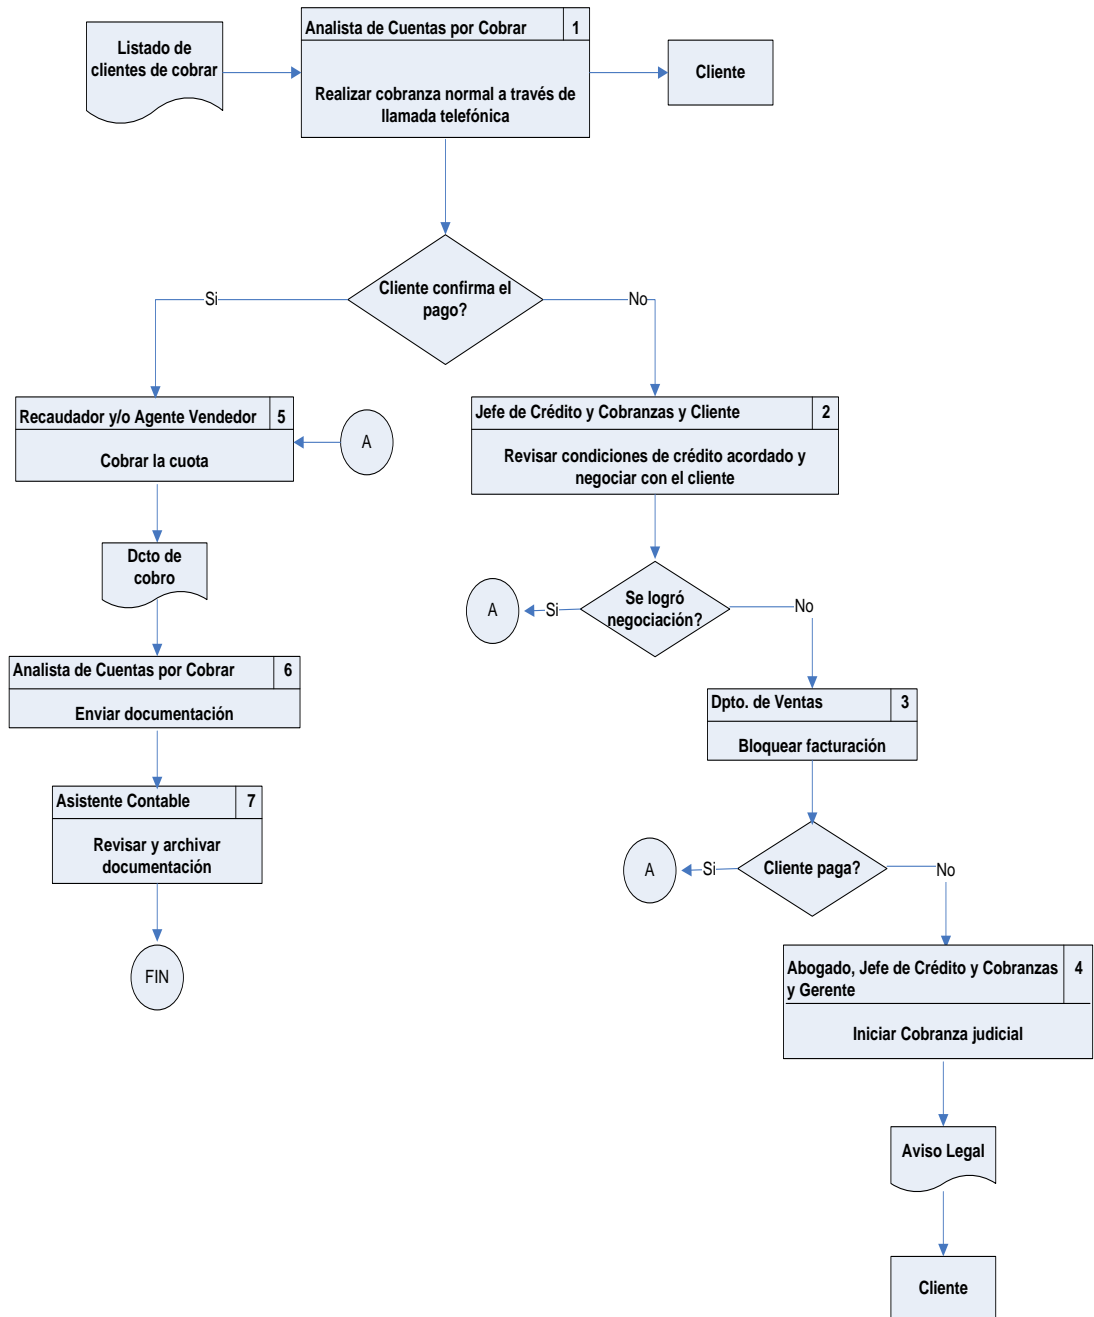 Listado de
clientes de cobrar
Analista de Cuentas por Cobrar 1
Realizar cobranza normal a través de
llamada telefónica
Cliente
Cliente confirma el
pago?
Si
No
Recaudador y/o Agente Vendedor 5
Cobrar la cuota
A
Jefe de Crédito y Cobranzas y Cliente 2
Revisar condiciones de crédito acordado y
negociar con el cliente
Dcto de
cobro
Se logró
negociación?
Si
A
No
Analista de Cuentas por Cobrar 6
Enviar documentación
Dpto. de Ventas 3
Bloquear facturación
Asistente Contable 7
Revisar y archivar
documentación
Cliente paga?
Si
A
No
FIN
Abogado, Jefe de Crédito y Cobranzas 4
y Gerente
Iniciar Cobranza judicial
Aviso Legal
Cliente